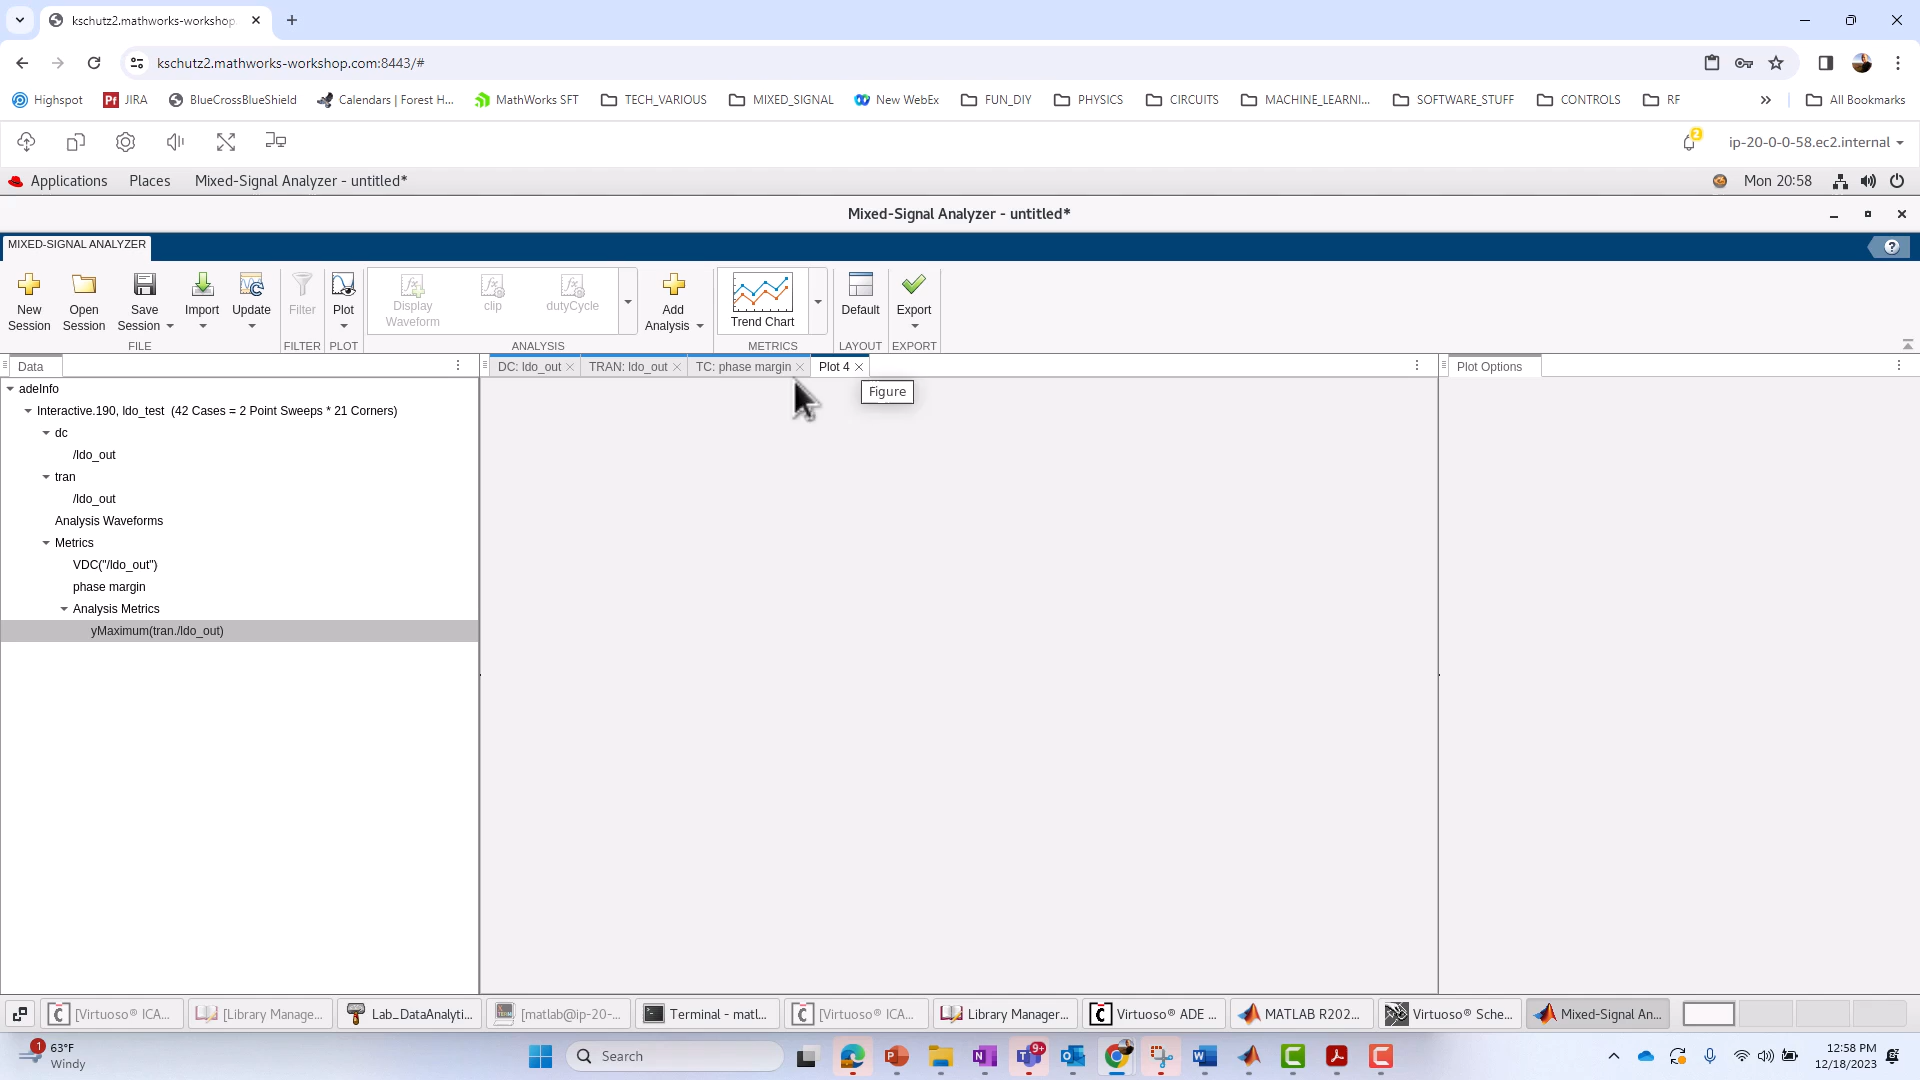 kschutz2.mathworks-workshop
kschutz2.mathworks-workshop.com:8443/#
Highspot
Pf JIRA
BlueCrossBlueShield
Calendars | Forest H...
MathWorks SFT
TECH_VARIOUS
MIXED_SIGNAL
New WebEx
FUN_DIY
PHYSICS
CIRCUITS
MACHINE_LEARNI...
SOFTWARE_STUFF
CONTROLS
RF
All Bookmarks
2
ip-20-0-0-58.ec2.internal
Applications Places Mixed-Signal Analyzer - untitled* Mon 20:58
Mixed-Signal Analyzer - untitled*
MIXED-SIGNAL ANALYZER
New Session
Open Session
Save Session
Import
Update
Filter
Plot
Display Waveform
clip
dutyCycle
Add Analysis
Trend Chart
Default
Export
FILE FILTER PLOT ANALYSIS METRICS LAYOUT EXPORT
Data
DC: ldo_out
TRAN: ldo_out
TC: phase margin
Plot 4
Plot Options
Figure
adeInfo
Interactive.190, ldo_test (42 Cases = 2 Point Sweeps * 21 Corners)
dc
/ldo_out
tran
/ldo_out
Analysis Waveforms
Metrics
VDC("/ldo_out")
phase margin
Analysis Metrics
yMaximum(tran./ldo_out)
[Virtuoso® ICA...
[Library Manage...
Lab_DataAnalyti...
[matlab@ip-20-...
Terminal - matl...
[Virtuoso® ICA...
Library Manager...
Virtuoso® ADE ...
MATLAB R202...
Virtuoso® Sche...
Mixed-Signal An...
1
63°F
Windy
Search
9+
12:58 PM
12/18/2023